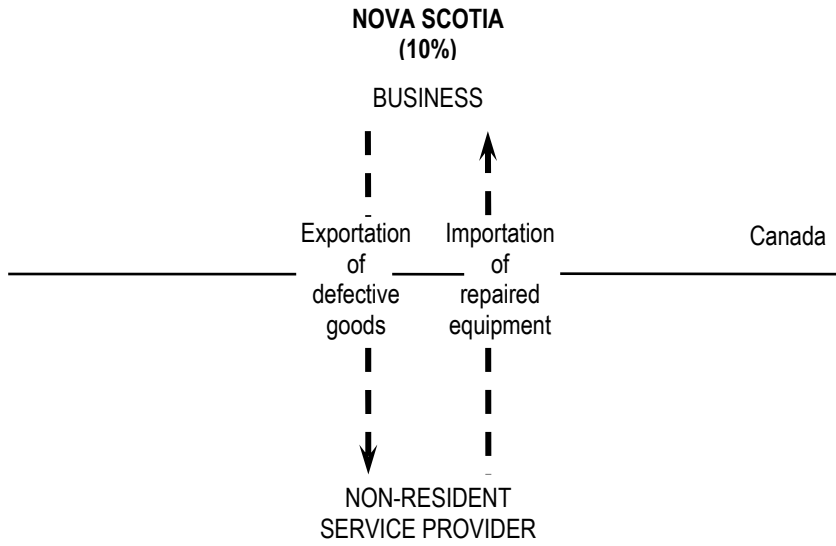 NOVA SCOTIA
(10%)
BUSINESS
Exportation
of
defective
goods
Importation
of
repaired
equipment
Canada
NON-RESIDENT
SERVICE PROVIDER